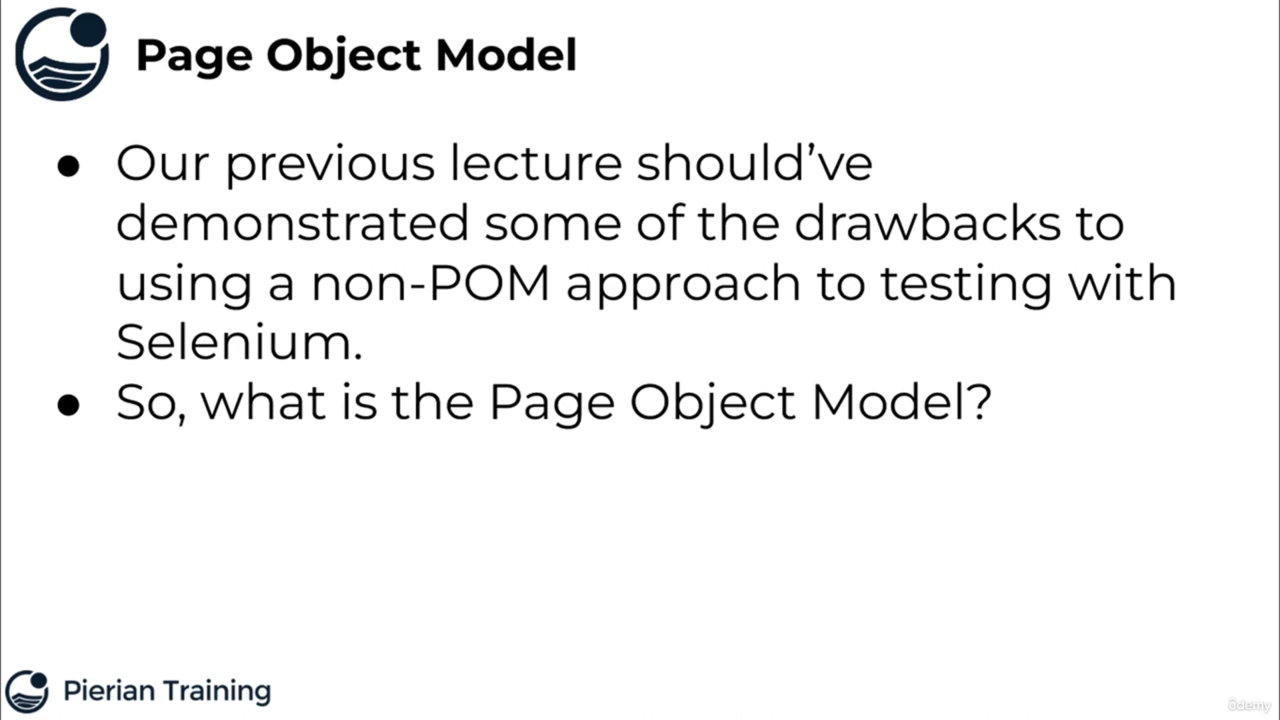 Page Object Model
● Our previous lecture should’ve
demonstrated some of the drawbacks to
using a non-POM approach to testing with
Selenium.
● So, what is the Page Object Model?
Pierian Training
ûdemy